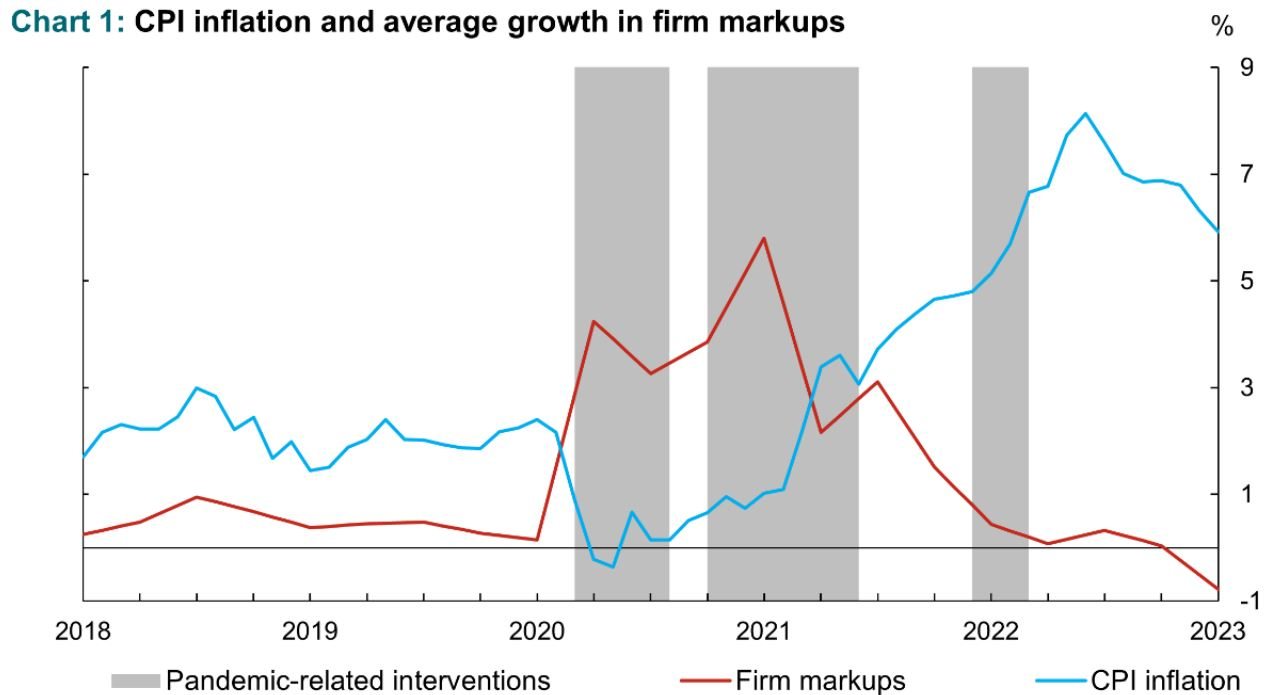 Chart 1: CPI inflation and average growth in firm markups
%
9
7
5
3
1
-1
2018 2019 2020 2021 2022 2023
Pandemic-related interventions Firm markups CPI inflation